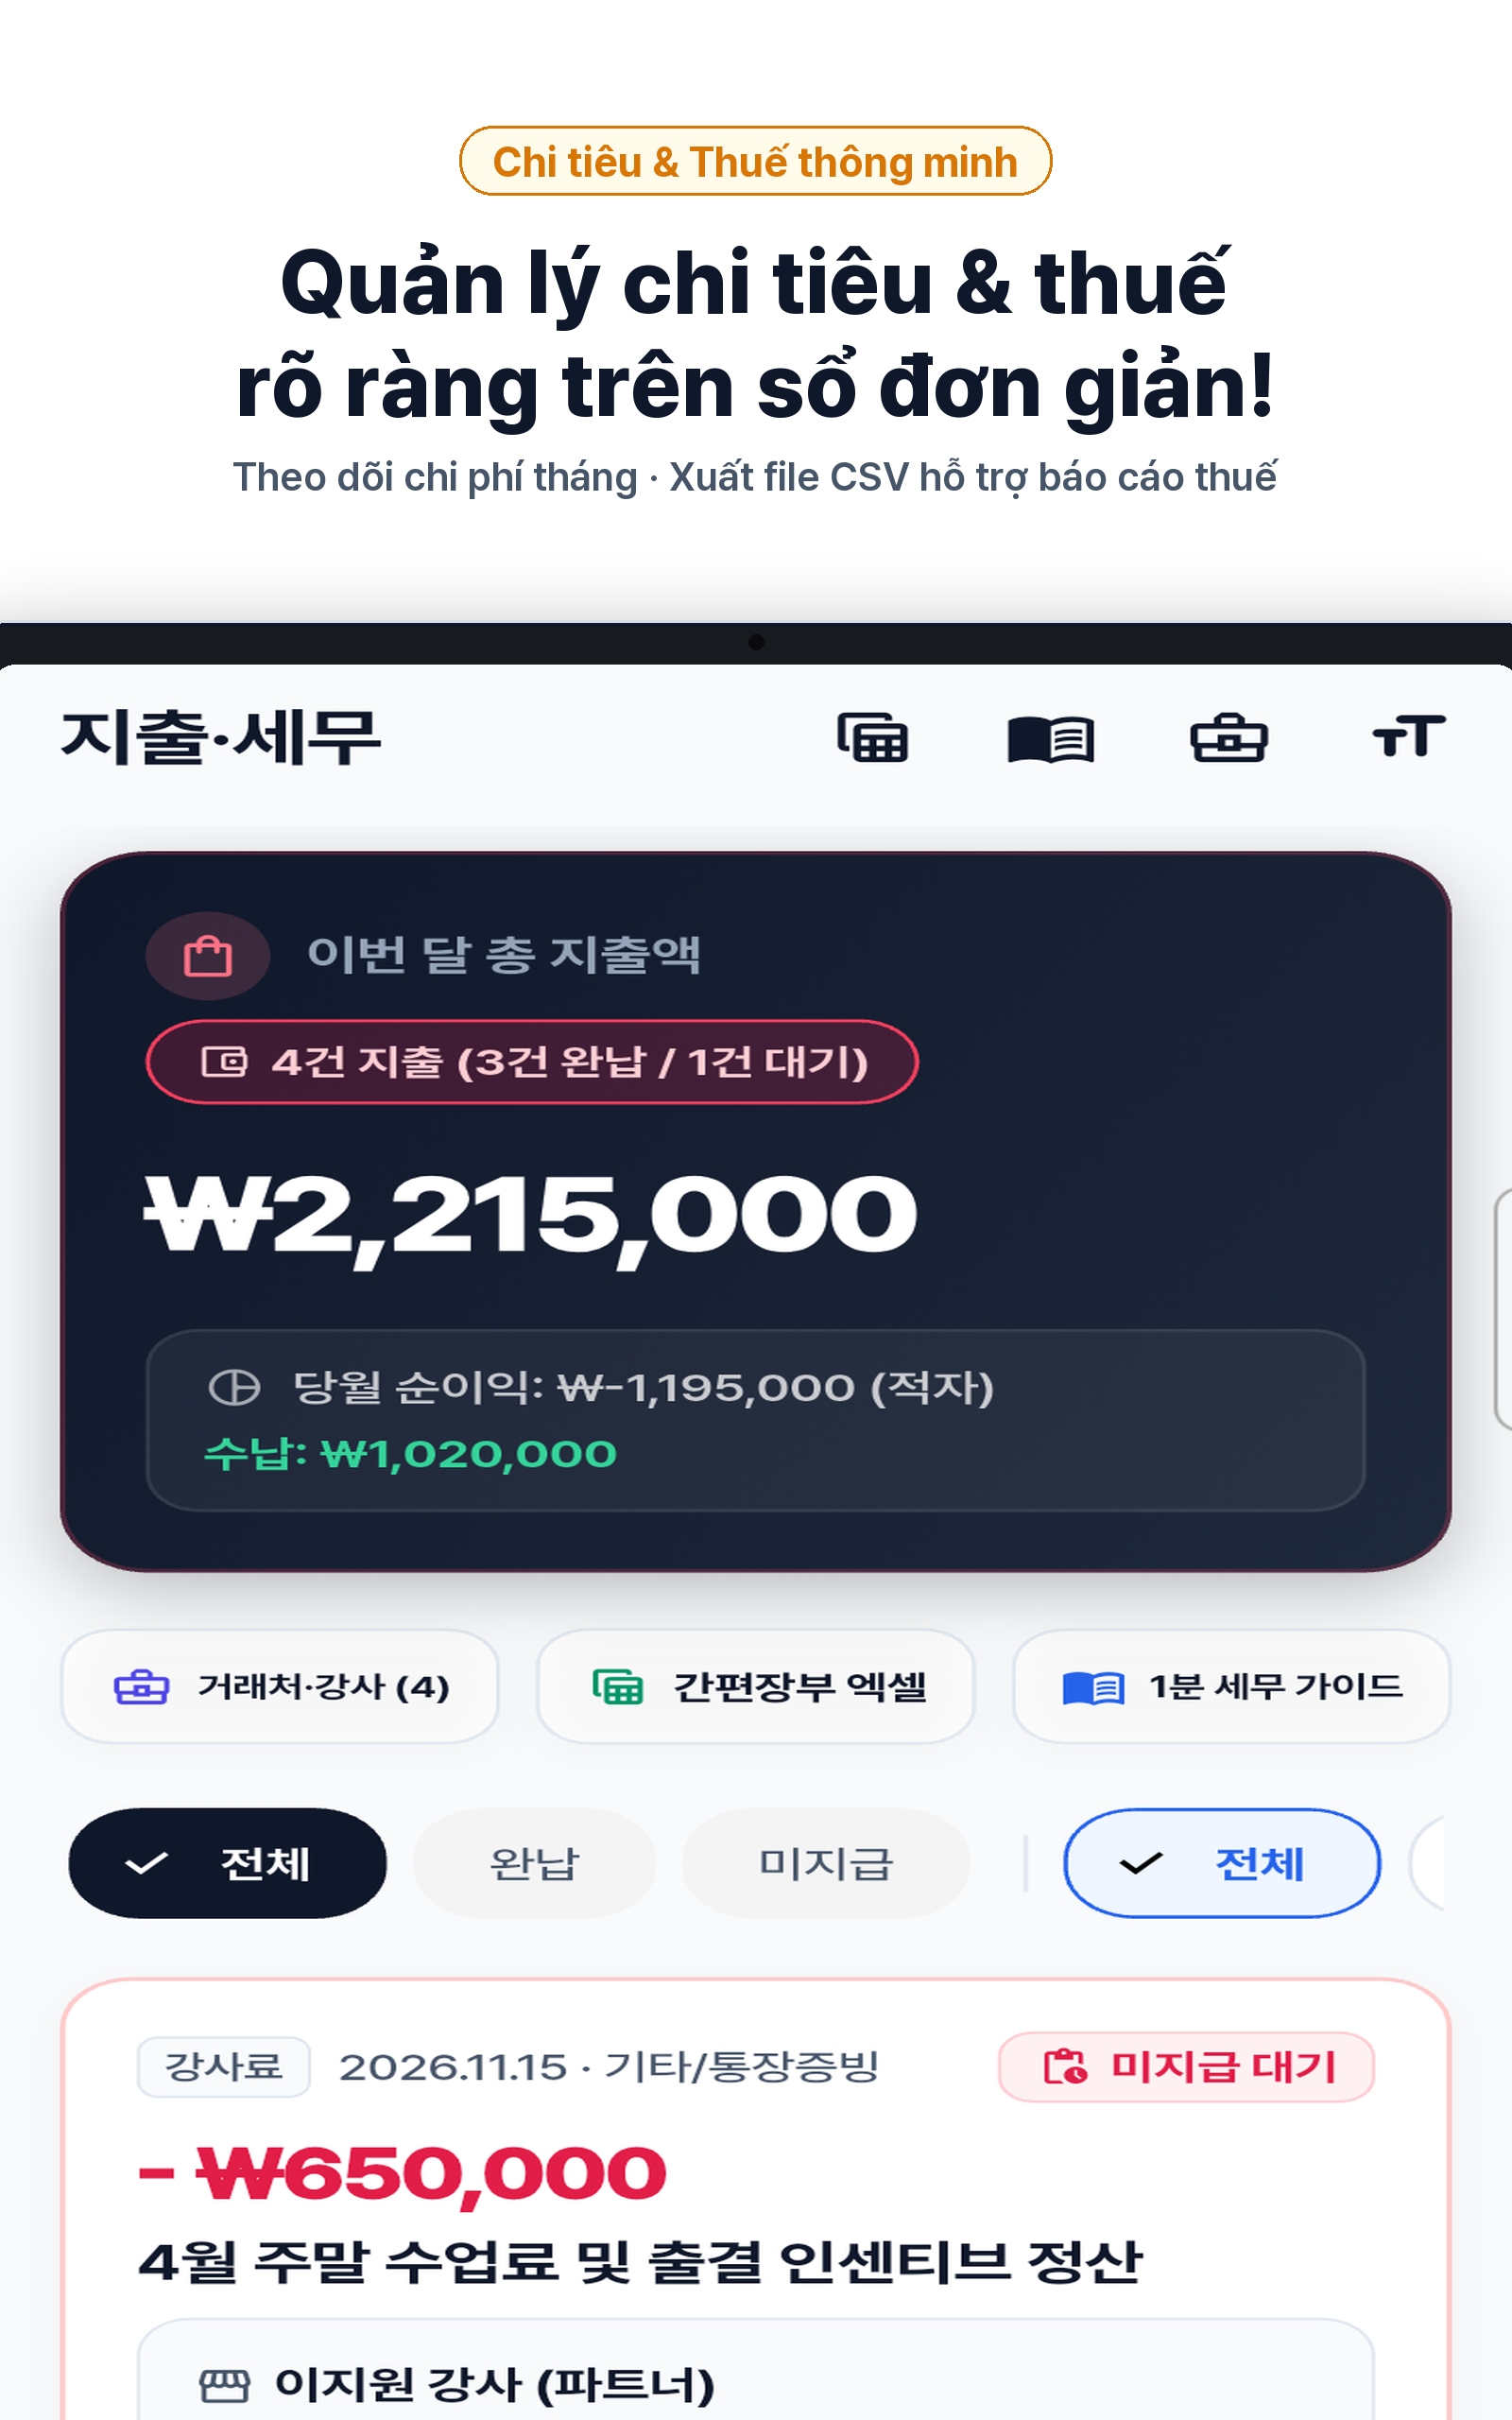 Chi tiêu & Thuế thông minh
Quản lý chi tiêu & thuế
rõ ràng trên sổ đơn giản!
Theo dõi chi phí tháng · Xuất file CSV hỗ trợ báo cáo thuế
지출·세무
이번 달 총 지출액
4건 지출 (3건 완납 / 1건 대기)
₩2,215,000
당월 순이익: ₩-1,195,000 (적자)
수납: ₩1,020,000
거래처·강사 (4)
간편장부 엑셀
1분 세무 가이드
전체
완납
미지급
전체
강사료
2026.11.15 · 기타/통장증빙
미지급 대기
- ₩650,000
4월 주말 수업료 및 출결 인센티브 정산
이지원 강사 (파트너)